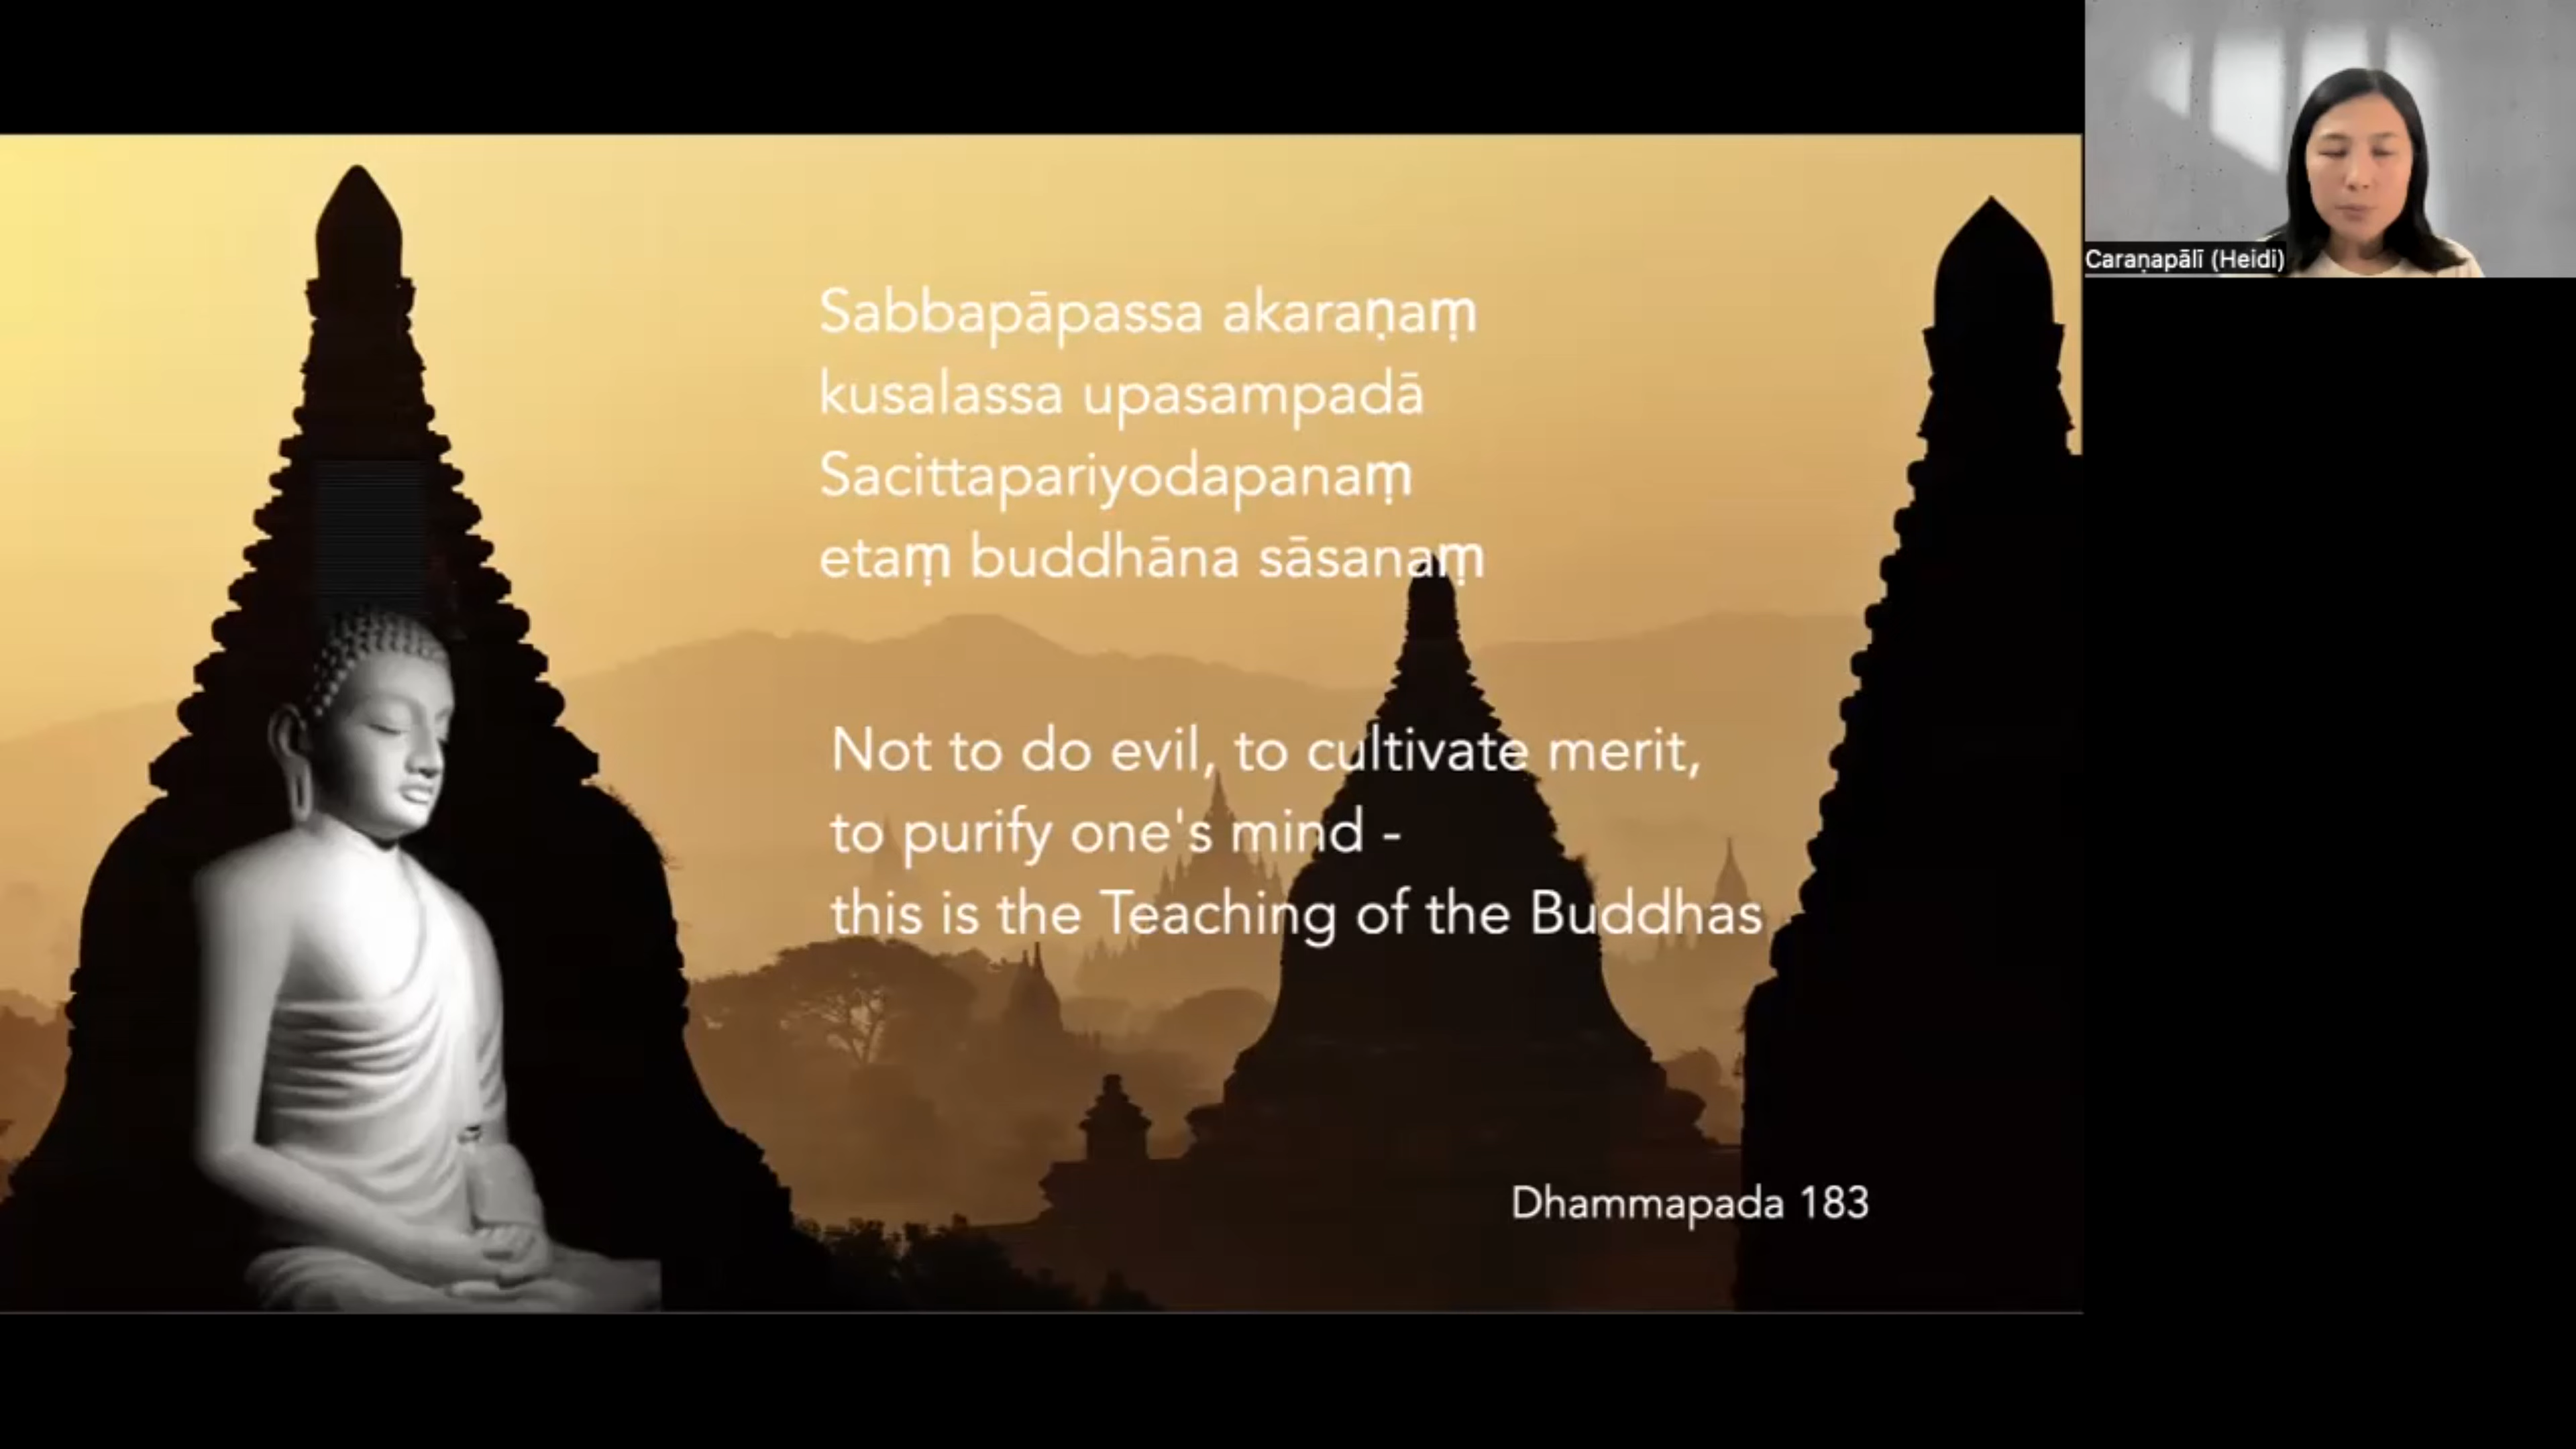 Sabbapāpassa akaraṇaṃ
kusalassa upasampadā
Sacittapariyodapanaṃ
etaṃ buddhāna sāsanaṃ
Not to do evil, to cultivate merit,
to purify one's mind -
this is the Teaching of the Buddhas
Dhammapada 183
Caraṇapālī (Heidi)